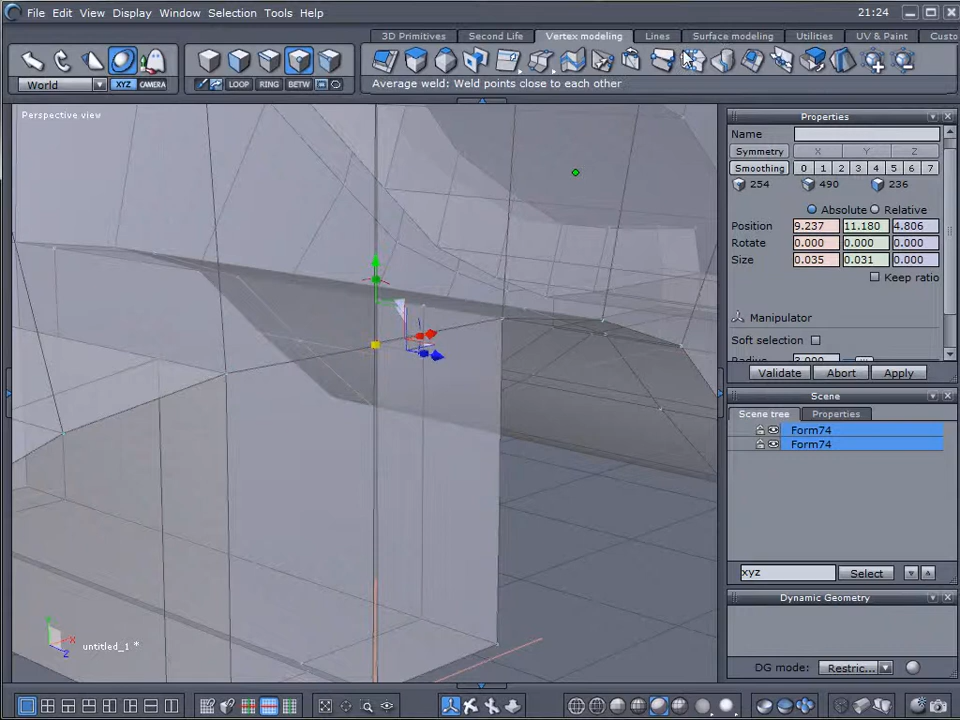 File Edit View Display Window Selection Tools Help 21:24
3D Primitives Second Life Vertex modeling Lines Surface modeling Utilities UV & Paint Custo
World XYZ CAMERA LOOP RING BETW Average weld: Weld points close to each other
Perspective view
Properties
Name
Symmetry X Y Z
Smoothing 0 1 2 3 4 5 6 7
254 490 236
Absolute Relative
Position 9.237 11.180 4.806
Rotate 0.000 0.000 0.000
Size 0.035 0.031 0.000
Keep ratio
Manipulator
Soft selection
Validate Abort Apply
Scene
Scene tree Properties
Form74
Form74
xyz Select
Dynamic Geometry
Y X Z untitled_1 *
DG mode: Restric...